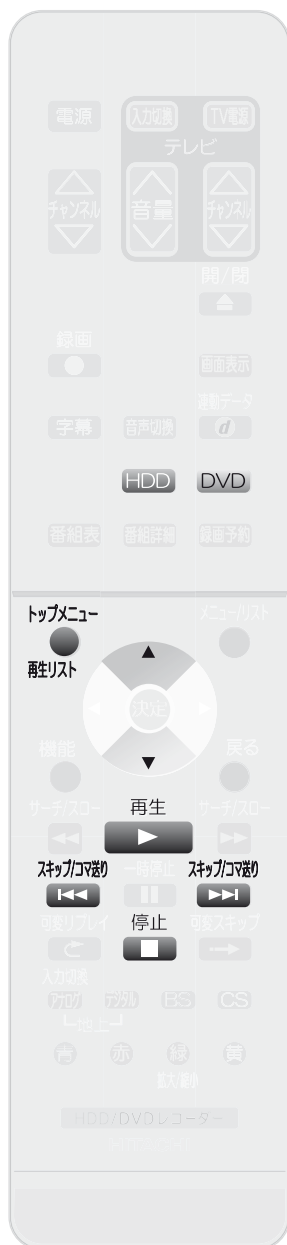 電源 入力切換 TV電源
テレビ
チャンネル 音量 チャンネル
開/閉
録画
画面表示
連動データ
字幕 音声切換 d
HDD DVD
番組表 番組詳細 録画予約
トップメニュー メニュー/リスト
再生リスト
決定
機能 戻る
サーチ/スロー 再生 サーチ/スロー
スキップ/コマ送り 一時停止 スキップ/コマ送り
可変リプレイ 停止 可変スキップ
入力切換
アナログ デジタル BS CS
地上
青 赤 緑 黄
拡大/縮小
HDD/DVDレコーダー